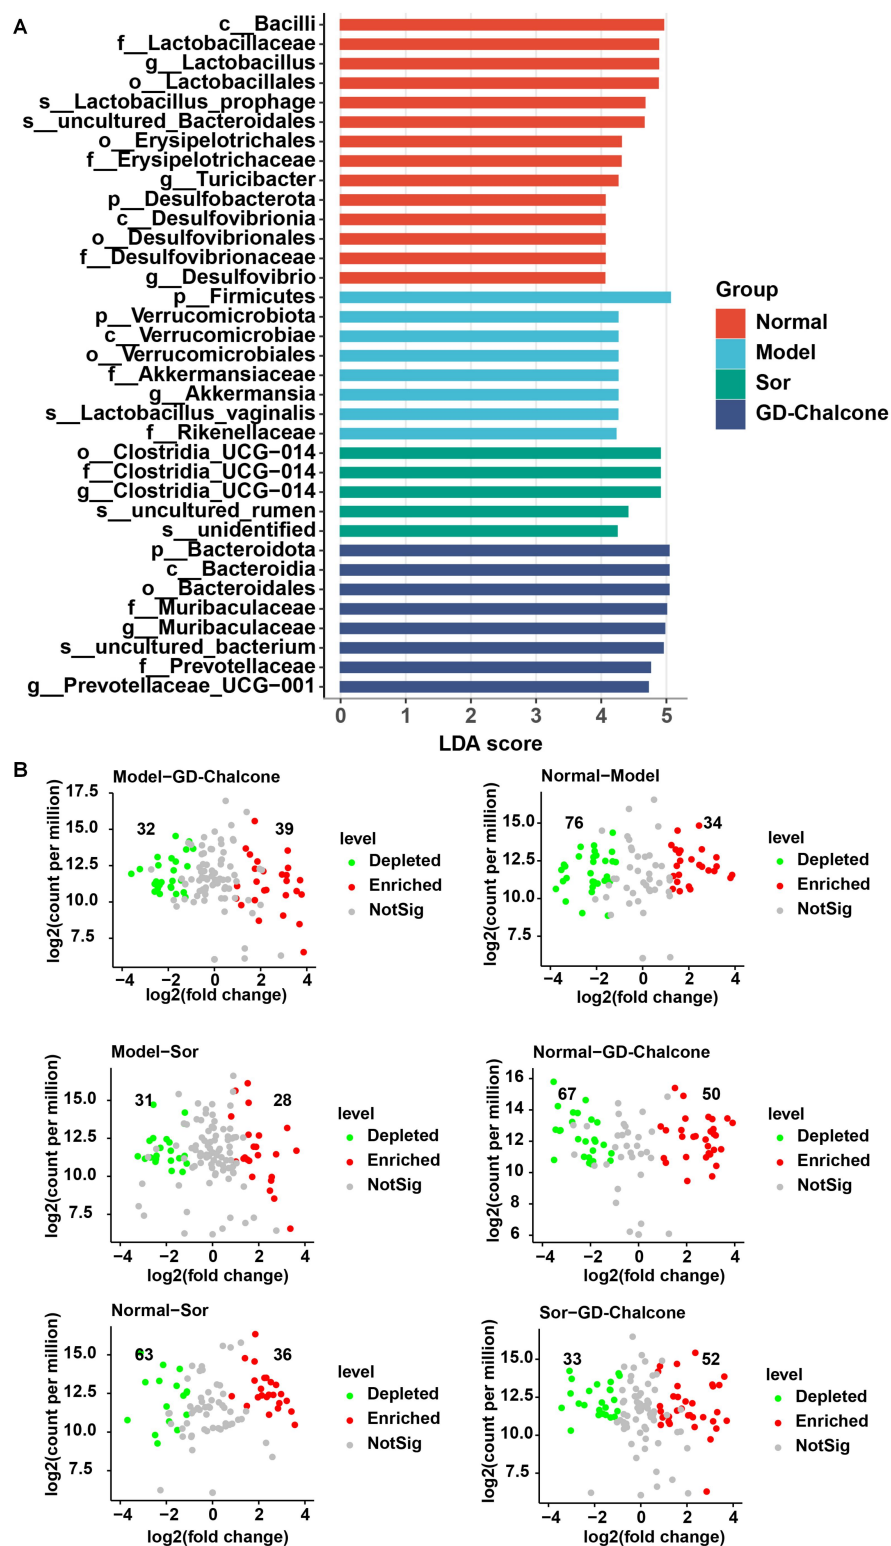 A
c__Bacilli
f__Lactobacillaceae
g__Lactobacillus
o__Lactobacillales
s__Lactobacillus_prophage
s__uncultured_Bacteroidales
o__Erysipelotrichales
f__Erysipelotrichaceae
g__Turicibacter
p__Desulfobacterota
c__Desulfovibrionia
o__Desulfovibrionales
f__Desulfovibrionaceae
g__Desulfovibrio
p__Firmicutes
p__Verrucomicrobiota
c__Verrucomicrobiae
o__Verrucomicrobiales
f__Akkermansiaceae
g__Akkermansia
s__Lactobacillus_vaginalis
f__Rikenellaceae
o__Clostridia_UCG−014
f__Clostridia_UCG−014
g__Clostridia_UCG−014
s__uncultured_rumen
s__unidentified
p__Bacteroidota
c__Bacteroidia
o__Bacteroidales
f__Muribaculaceae
g__Muribaculaceae
s__uncultured_bacterium
f__Prevotellaceae
g__Prevotellaceae_UCG−001
0 1 2 3 4 5
LDA score
Group
Normal
Model
Sor
GD-Chalcone
B
Model−GD-Chalcone
log2(count per million)
17.5
15.0
12.5
10.0
7.5
32
39
−4 −2 0 2 4
log2(fold change)
level
Depleted
Enriched
NotSig
Normal−Model
log2(count per million)
15.0
12.5
10.0
7.5
76
34
−4 −2 0 2 4
log2(fold change)
level
Depleted
Enriched
NotSig
Model−Sor
log2(count per million)
15.0
12.5
10.0
7.5
31
28
−4 −2 0 2 4
log2(fold change)
level
Depleted
Enriched
NotSig
Normal−GD-Chalcone
log2(count per million)
16
14
12
10
8
6
67
50
−4 −2 0 2 4
log2(fold change)
level
Depleted
Enriched
NotSig
Normal−Sor
log2(count per million)
15.0
12.5
10.0
7.5
63
36
−4 −2 0 2 4
log2(fold change)
level
Depleted
Enriched
NotSig
Sor−GD-Chalcone
log2(count per million)
15.0
12.5
10.0
7.5
33
52
−4 −2 0 2 4
log2(fold change)
level
Depleted
Enriched
NotSig